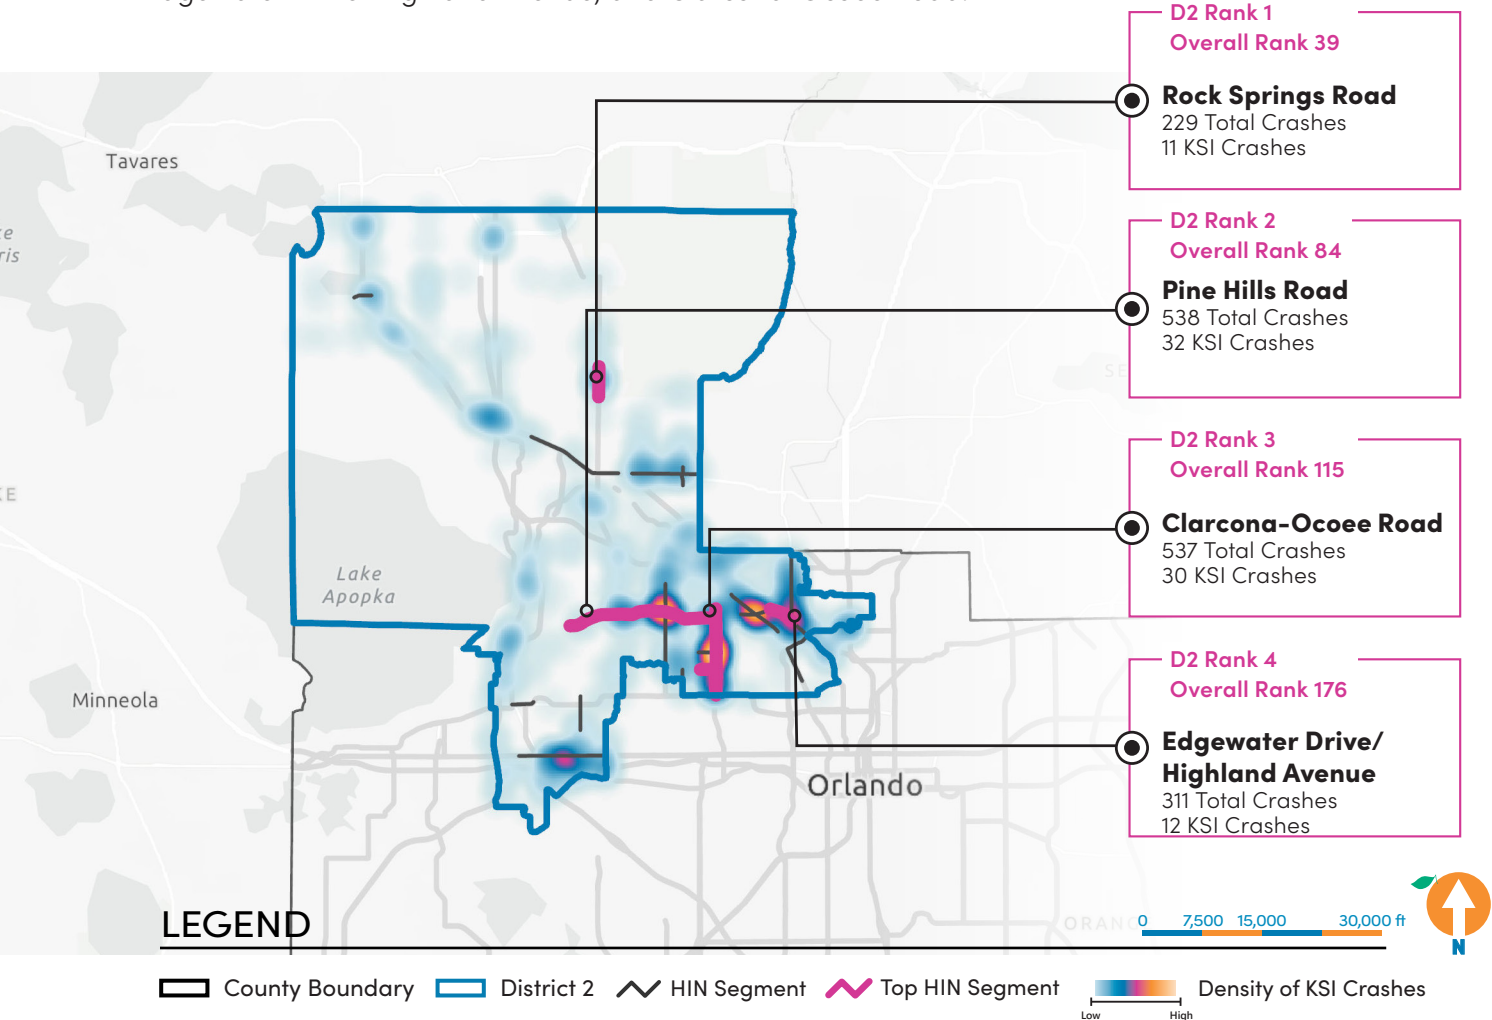 D2 Rank 1
Overall Rank 39
Rock Springs Road
229 Total Crashes
11 KSI Crashes
D2 Rank 2
Overall Rank 84
Pine Hills Road
538 Total Crashes
32 KSI Crashes
D2 Rank 3
Overall Rank 115
Clarcona-Ocoee Road
537 Total Crashes
30 KSI Crashes
D2 Rank 4
Overall Rank 176
Edgewater Drive/
Highland Avenue
311 Total Crashes
12 KSI Crashes
Tavares
Lake
Apopka
Minneola
Orlando
LEGEND
0 7,500 15,000 30,000 ft
N
County Boundary
District 2
HIN Segment
Top HIN Segment
Density of KSI Crashes
Low High